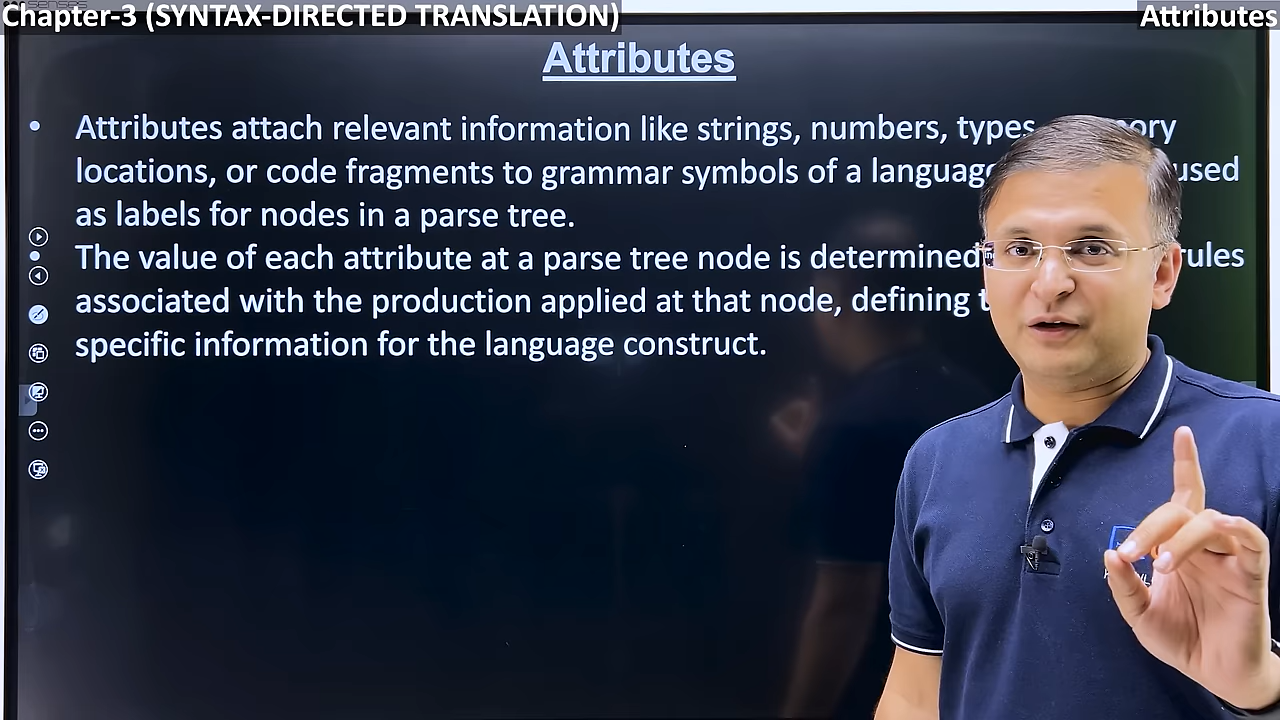 Chapter-3 (SYNTAX-DIRECTED TRANSLATION)
Attributes
Attributes
• Attributes attach relevant information like strings, numbers, types
locations, or code fragments to grammar symbols of a language used
as labels for nodes in a parse tree.
• The value of each attribute at a parse tree node is determined
associated with the production applied at that node, defining
specific information for the language construct.